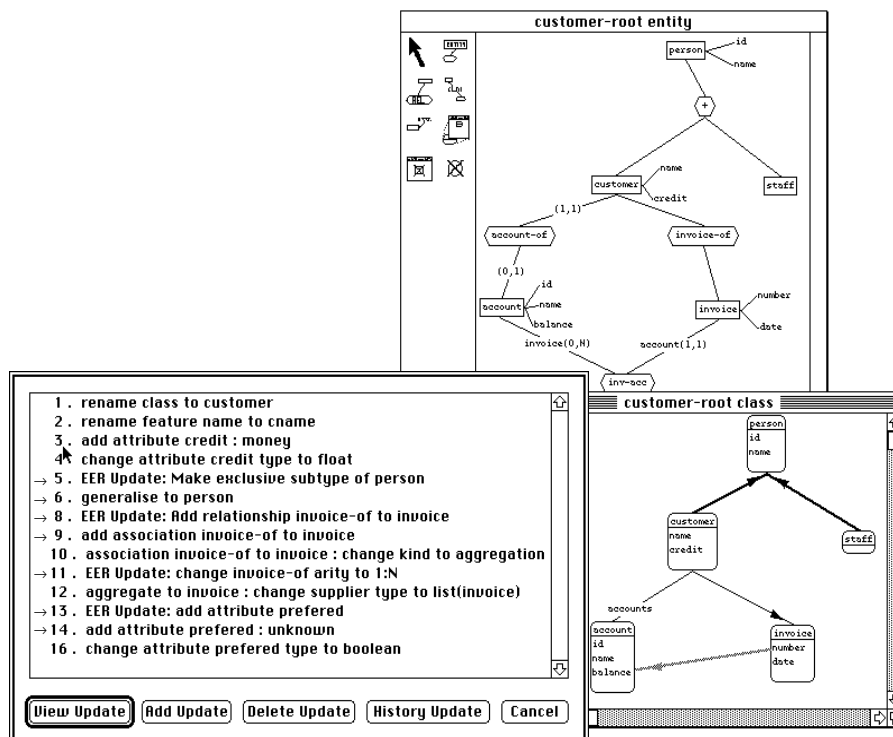 customer-root entity
person
id
name
+
customer
name
credit
staff
(1,1)
account-of
invoice-of
(0,1)
account
id
name
balance
invoice
number
date
invoice(0,N)
account(1,1)
inv-acc
1 . rename class to customer
2 . rename feature name to cname
3 . add attribute credit : money
4 . change attribute credit type to float
→ 5 . EER Update: Make exclusive subtype of person
→ 6 . generalise to person
→ 8 . EER Update: Add relationship invoice-of to invoice
→ 9 . add association invoice-of to invoice
10 . association invoice-of to invoice : change kind to aggregation
→ 11 . EER Update: change invoice-of arity to 1:N
12 . aggregate to invoice : change supplier type to list(invoice)
→ 13 . EER Update: add attribute prefered
→ 14 . add attribute prefered : unknown
16 . change attribute prefered type to boolean
View Update
Add Update
Delete Update
History Update
Cancel
customer-root class
person
id
name
customer
name
credit
staff
accounts
account
id
name
balance
invoice
number
date